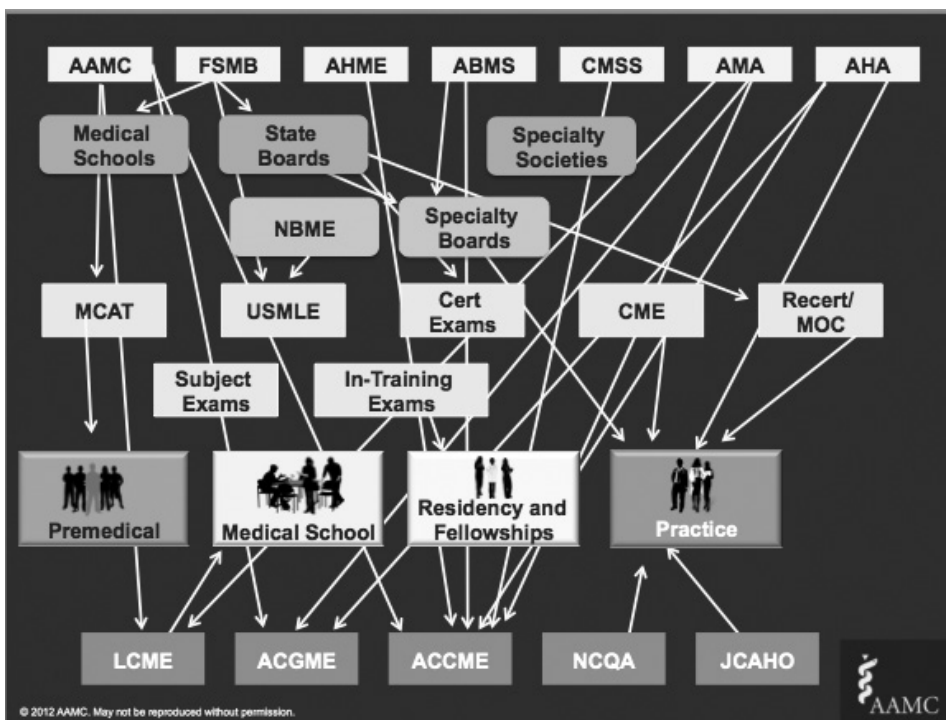 AAMC
FSMB
AHME
ABMS
CMSS
AMA
AHA
Medical
Schools
State
Boards
Specialty
Societies
NBME
Specialty
Boards
MCAT
USMLE
Cert
Exams
CME
Recert/
MOC
Subject
Exams
In-Training
Exams
Premedical
Medical School
Residency and
Fellowships
Practice
LCME
ACGME
ACCME
NCQA
JCAHO
© 2012 AAMC. May not be reproduced without permission.
AAMC